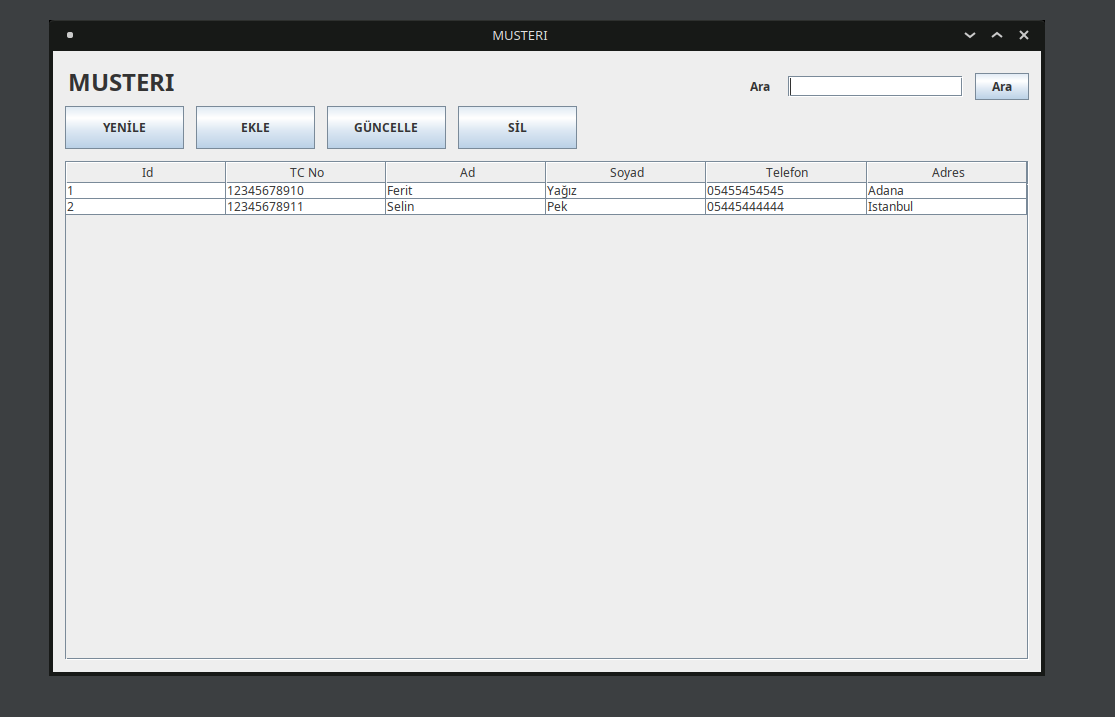 MUSTERI
MUSTERI
Ara Ara
YENİLE EKLE GÜNCELLE SİL
Id TC No Ad Soyad Telefon Adres
1 12345678910 Ferit Yağız 05455454545 Adana
2 12345678911 Selin Pek 05445444444 Istanbul